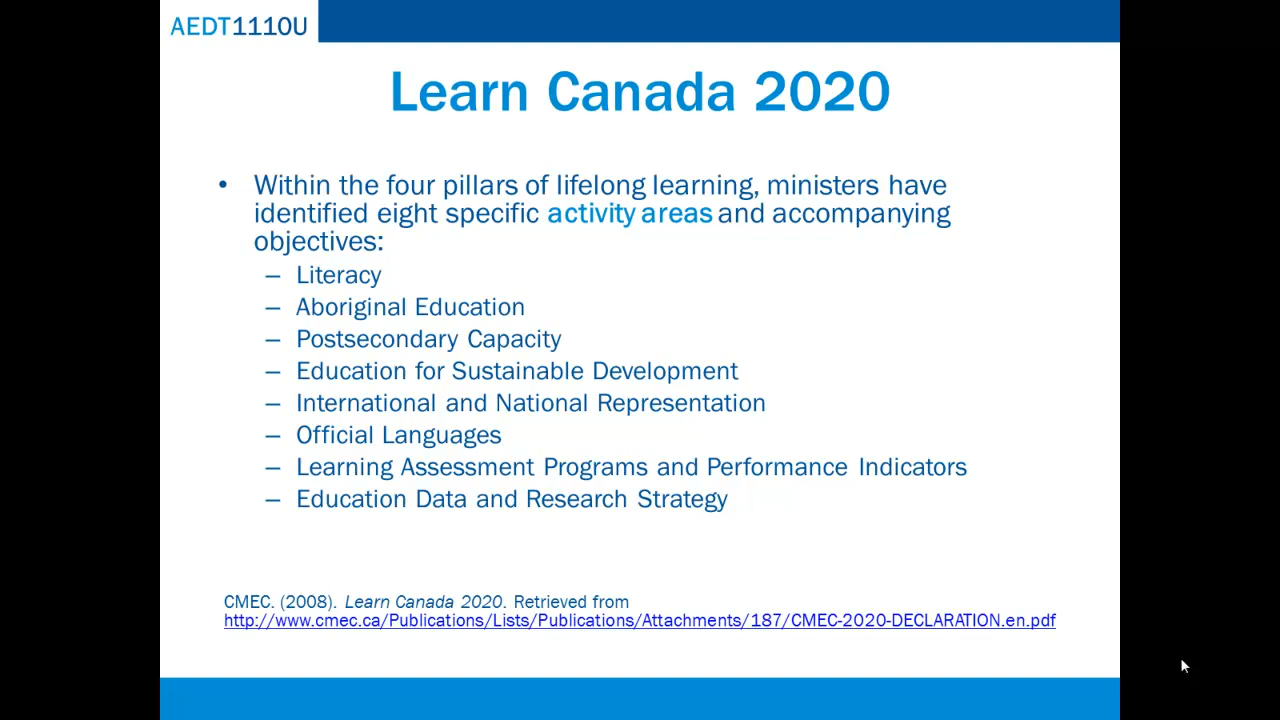 AEDT1110U
Learn Canada 2020
• Within the four pillars of lifelong learning, ministers have
identified eight specific activity areas and accompanying
objectives:
– Literacy
– Aboriginal Education
– Postsecondary Capacity
– Education for Sustainable Development
– International and National Representation
– Official Languages
– Learning Assessment Programs and Performance Indicators
– Education Data and Research Strategy
CMEC. (2008). Learn Canada 2020. Retrieved from
http://www.cmec.ca/Publications/Lists/Publications/Attachments/187/CMEC-2020-DECLARATION.en.pdf